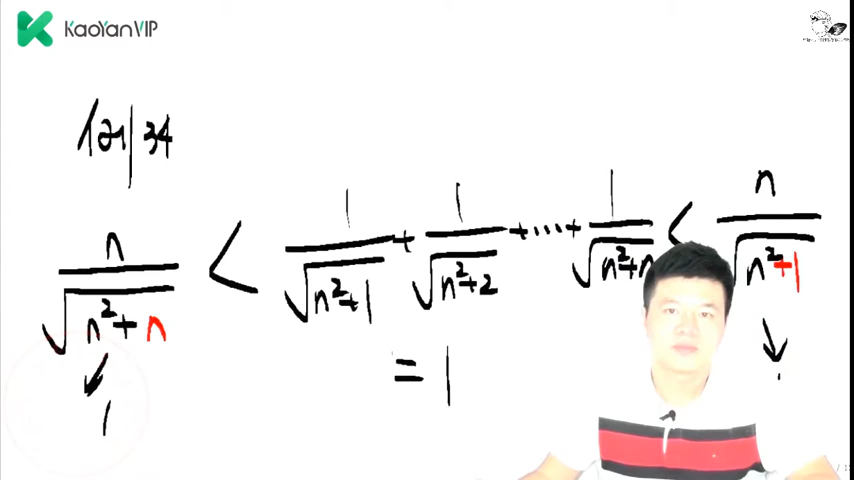 KaoYanVIP
例34
n/√(n²+n) < 1/√(n²+1) + 1/√(n²+2) + ... + 1/√(n²+n) < n/√(n²+1)
↙ ↓
1
= 1